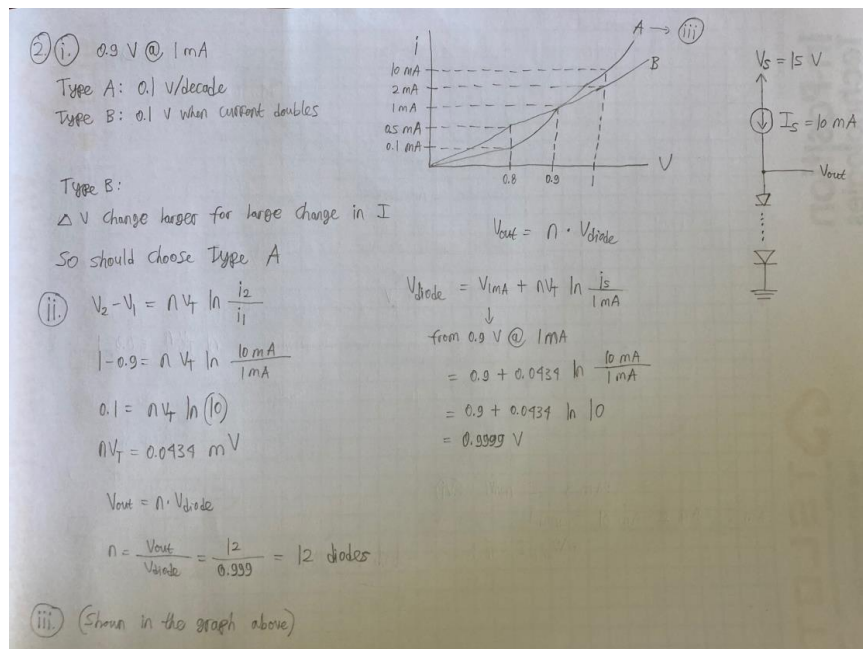 2 i. 0.9 V @ 1 mA
Type A: 0.1 V/decade
Type B: 0.1 V when current doubles
Type B:
Δ V change larger for large change in I
So should choose Type A
ii. V2 - V1 = nVT ln i2/i1
1 - 0.9 = n VT ln 10 mA/1 mA
0.1 = nVT ln (10)
nVT = 0.0434 mV
Vout = n · Vdiode
n = Vout/Vdiode = 12/0.999 = 12 diodes
iii. (Shown in the graph above)
i
A → iii
B
10 mA
2 mA
1 mA
0.5 mA
0.1 mA
0.8 0.9 1
V
Vout = n · Vdiode
Vdiode = V1mA + nVT ln is/1 mA
↓
from 0.9 V @ 1mA
= 0.9 + 0.0434 ln 10 mA/1 mA
= 0.9 + 0.0434 ln 10
= 0.9999 V
Vs = 15 V
Is = 10 mA
Vout